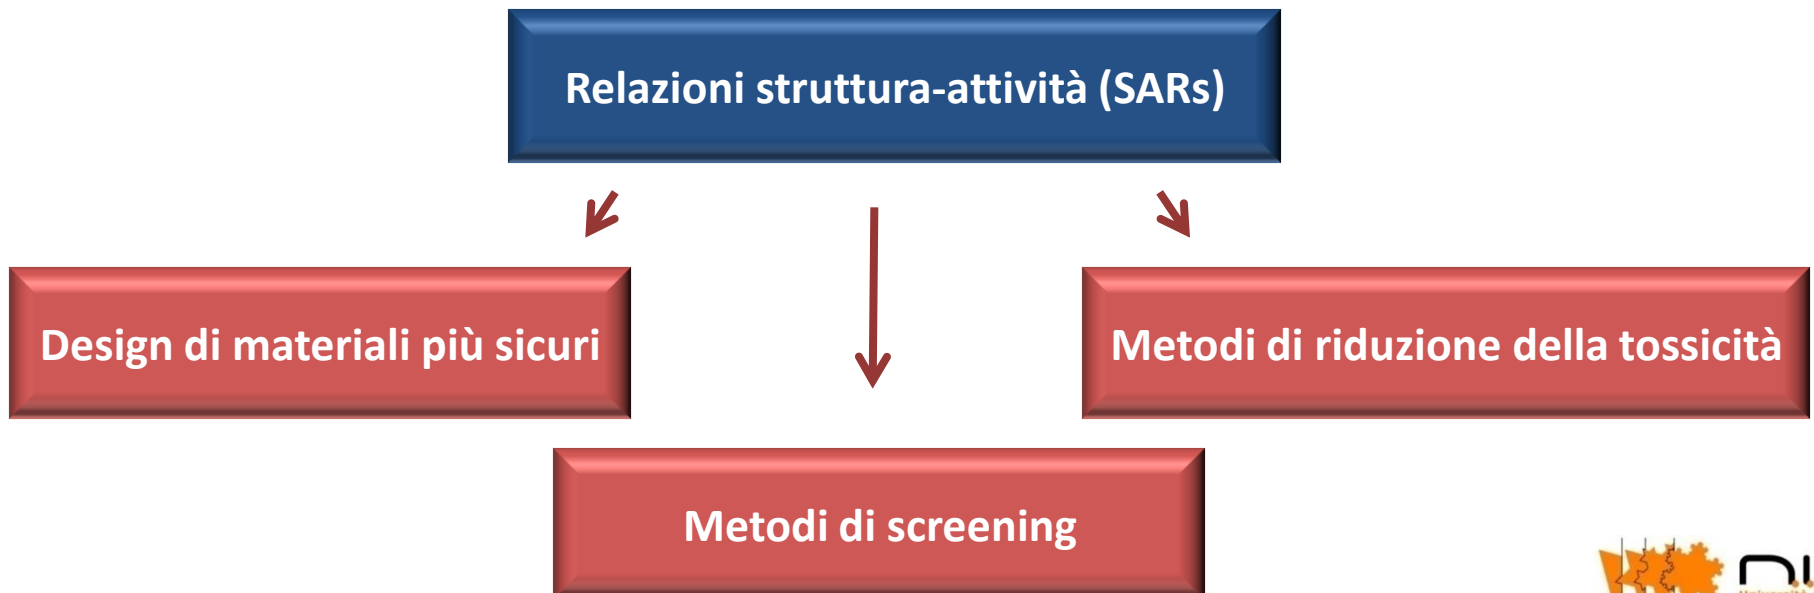 Relazioni struttura-attività (SARs)
Design di materiali più sicuri
Metodi di riduzione della tossicità
Metodi di screening